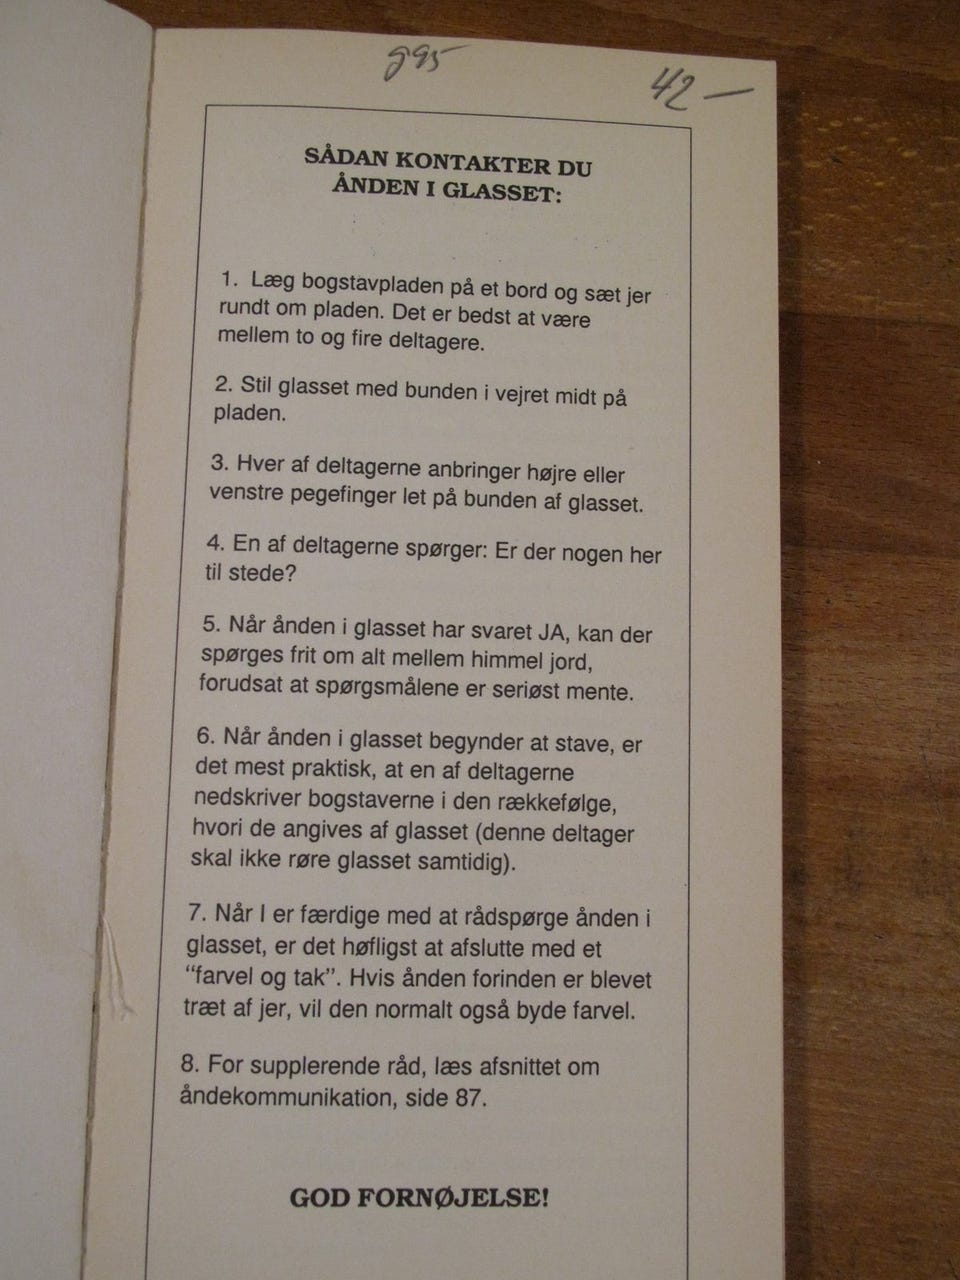 g95
42-
SÅDAN KONTAKTER DU
ÅNDEN I GLASSET:
1. Læg bogstavpladen på et bord og sæt jer
rundt om pladen. Det er bedst at være
mellem to og fire deltagere.
2. Stil glasset med bunden i vejret midt på
pladen.
3. Hver af deltagerne anbringer højre eller
venstre pegefinger let på bunden af glasset.
4. En af deltagerne spørger: Er der nogen her
til stede?
5. Når ånden i glasset har svaret JA, kan der
spørges frit om alt mellem himmel jord,
forudsat at spørgsmålene er seriøst mente.
6. Når ånden i glasset begynder at stave, er
det mest praktisk, at en af deltagerne
nedskriver bogstaverne i den rækkefølge,
hvori de angives af glasset (denne deltager
skal ikke røre glasset samtidig).
7. Når I er færdige med at rådspørge ånden i
glasset, er det høfligst at afslutte med et
“farvel og tak”. Hvis ånden forinden er blevet
træt af jer, vil den normalt også byde farvel.
8. For supplerende råd, læs afsnittet om
åndekommunikation, side 87.
GOD FORNØJELSE!